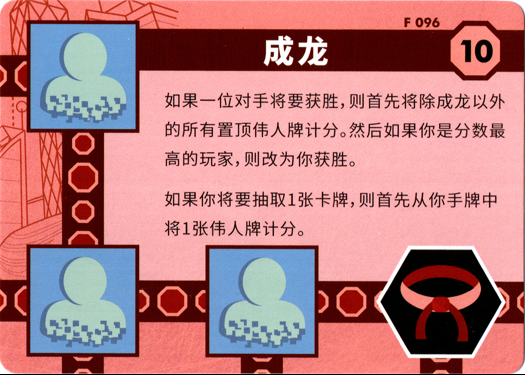 F 096
成龙
10
如果一位对手将要获胜,则首先将除成龙以外
的所有置顶伟人牌计分。然后如果你是分数最
高的玩家,则改为你获胜。
如果你将要抽取1张卡牌,则首先从你手牌中
将1张伟人牌计分。